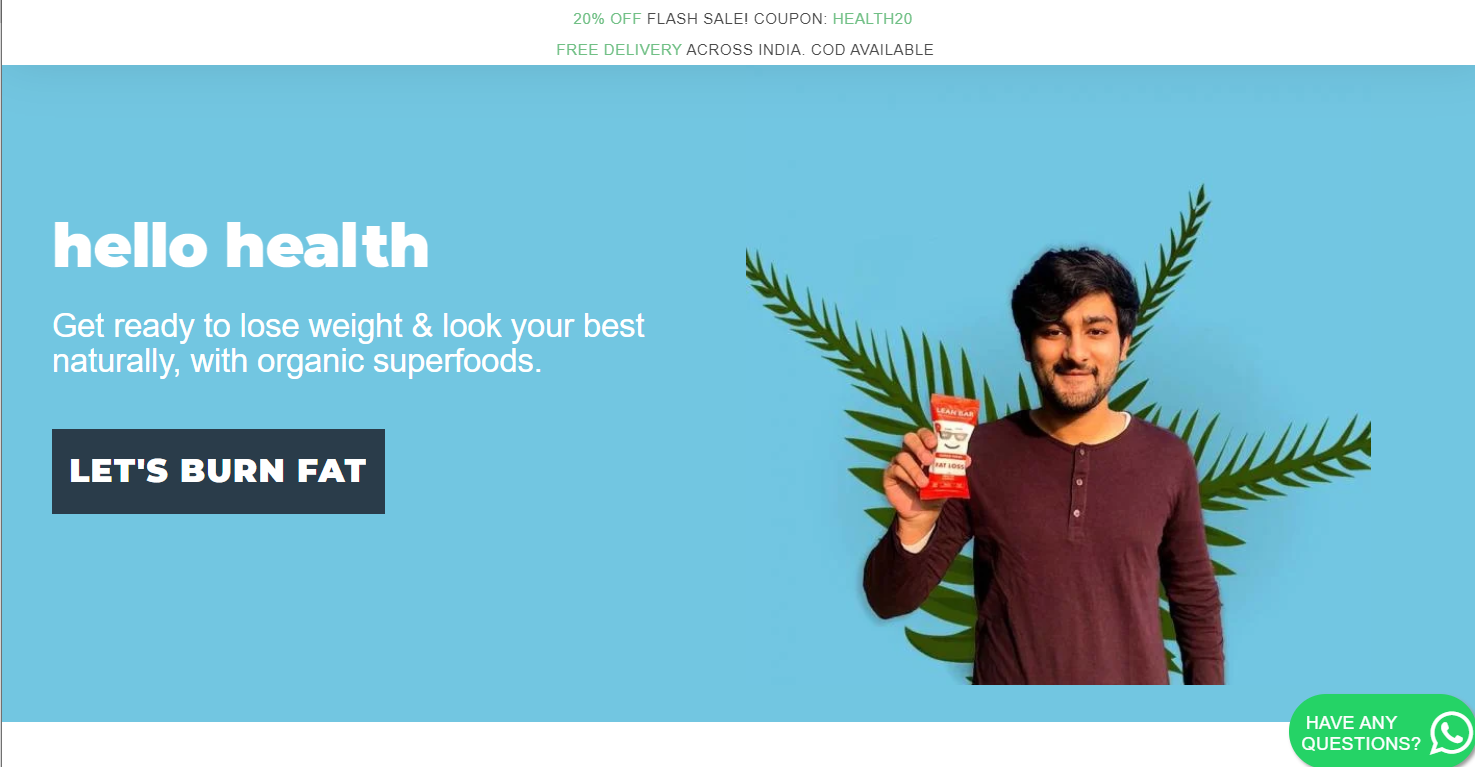 20% OFF FLASH SALE! COUPON: HEALTH20
FREE DELIVERY ACROSS INDIA. COD AVAILABLE
hello health
Get ready to lose weight & look your best
naturally, with organic superfoods.
LET'S BURN FAT
LEAN BAR
FAT LOSS
HAVE ANY
QUESTIONS?